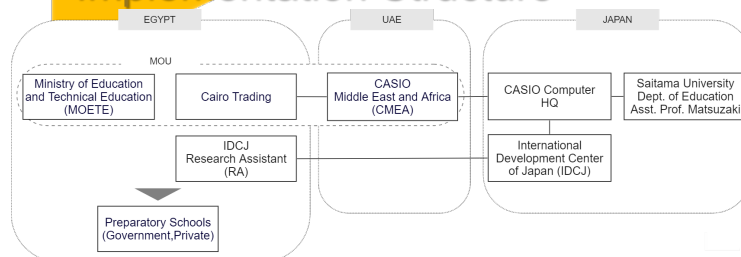 Implementation Structure
EGYPT
UAE
JAPAN
MOU
Ministry of Education
and Technical Education
(MOETE)
Cairo Trading
CASIO
Middle East and Africa
(CMEA)
CASIO Computer
HQ
Saitama University
Dept. of Education
Asst. Prof. Matsuzaki
IDCJ
Research Assistant
(RA)
International
Development Center
of Japan (IDCJ)
Preparatory Schools
(Government,Private)